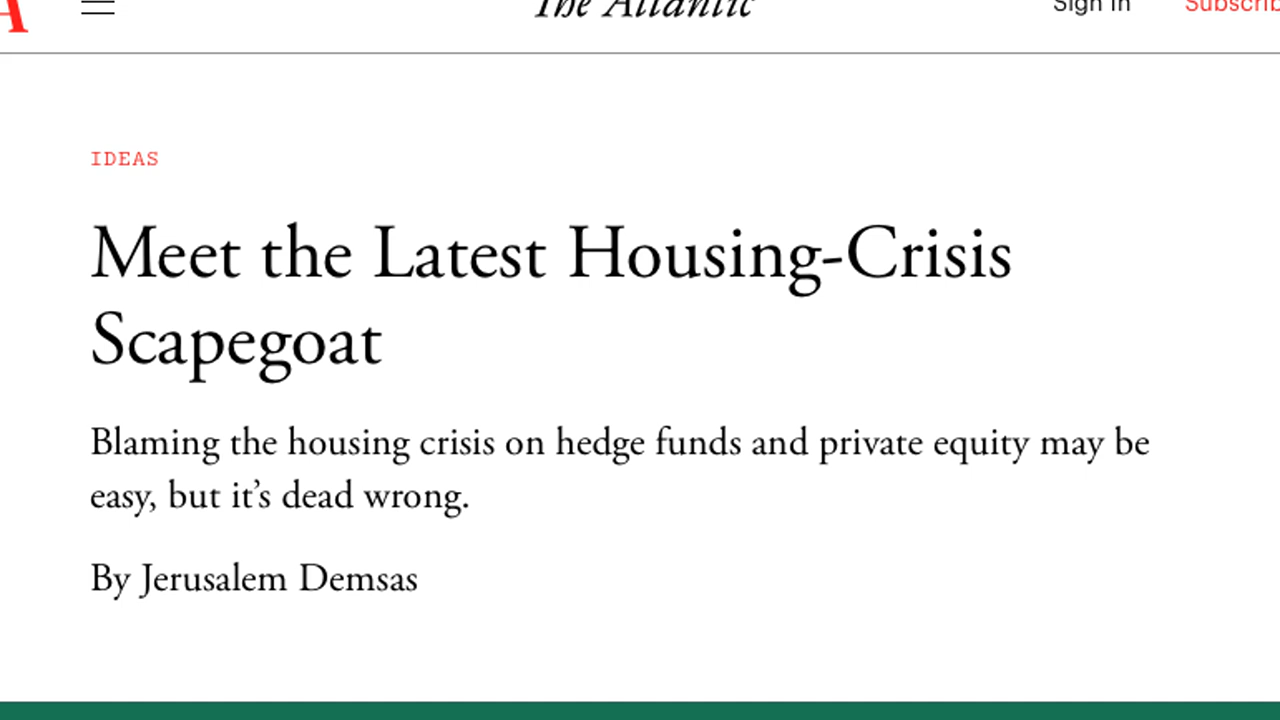 A
The Atlantic
Sign In
Subscrib
IDEAS
Meet the Latest Housing-Crisis
Scapegoat
Blaming the housing crisis on hedge funds and private equity may be
easy, but it’s dead wrong.
By Jerusalem Demsas